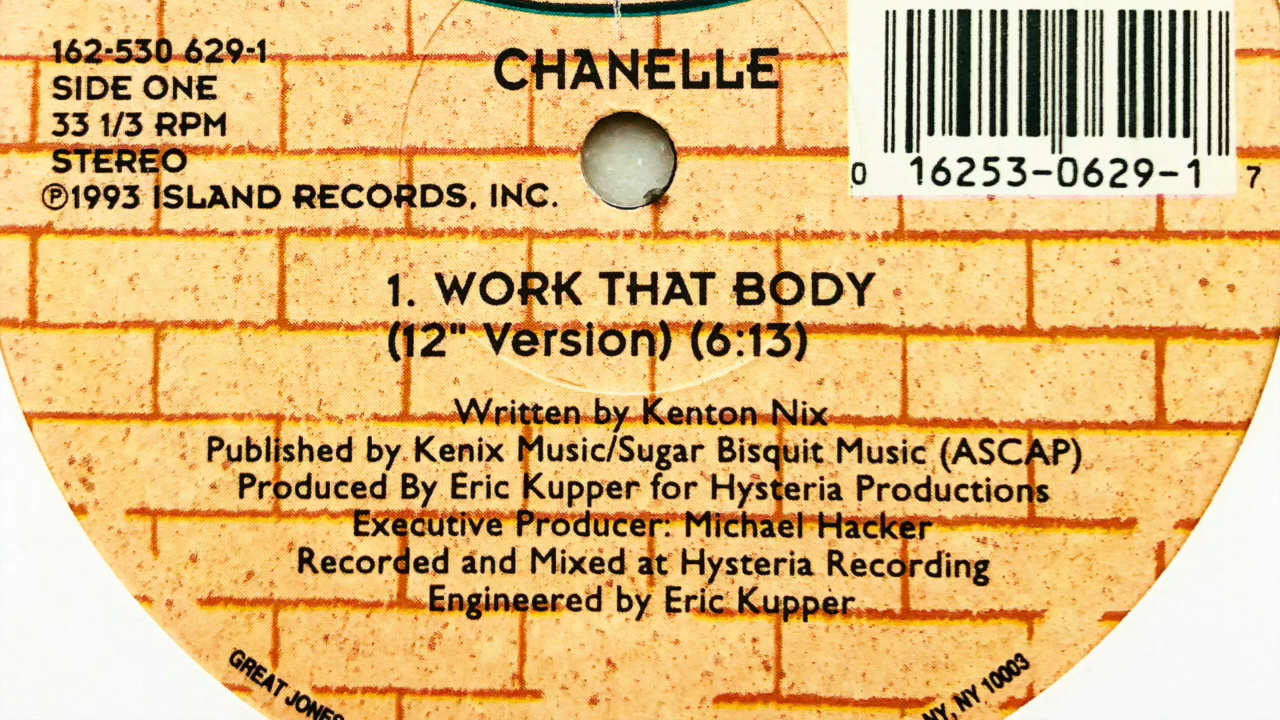 162-530 629-1
SIDE ONE
33 1/3 RPM
STEREO
℗1993 ISLAND RECORDS, INC.
CHANELLE
0 16253-0629-1 7
1. WORK THAT BODY
(12" Version) (6:13)
Written by Kenton Nix
Published by Kenix Music/Sugar Bisquit Music (ASCAP)
Produced By Eric Kupper for Hysteria Productions
Executive Producer: Michael Hacker
Recorded and Mixed at Hysteria Recording
Engineered by Eric Kupper
GREAT JONES
NY, NY 10003